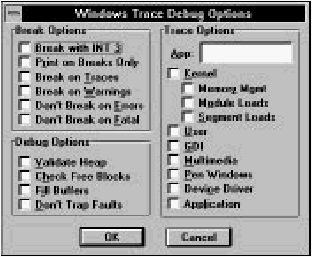 Windows Trace Debug Options
Break Options
Break with INT 3
Print on Breaks Only
Break on Traces
Break on Warnings
Don't Break on Errors
Don't Break on Fatal
Debug Options
Validate Heap
Check Free Blocks
Fill Buffers
Don't Trap Faults
Trace Options
App:
Kernel
Memory Mgmt
Module Loads
Segment Loads
User
GDI
Multimedia
Pen Windows
Device Driver
Application
OK
Cancel